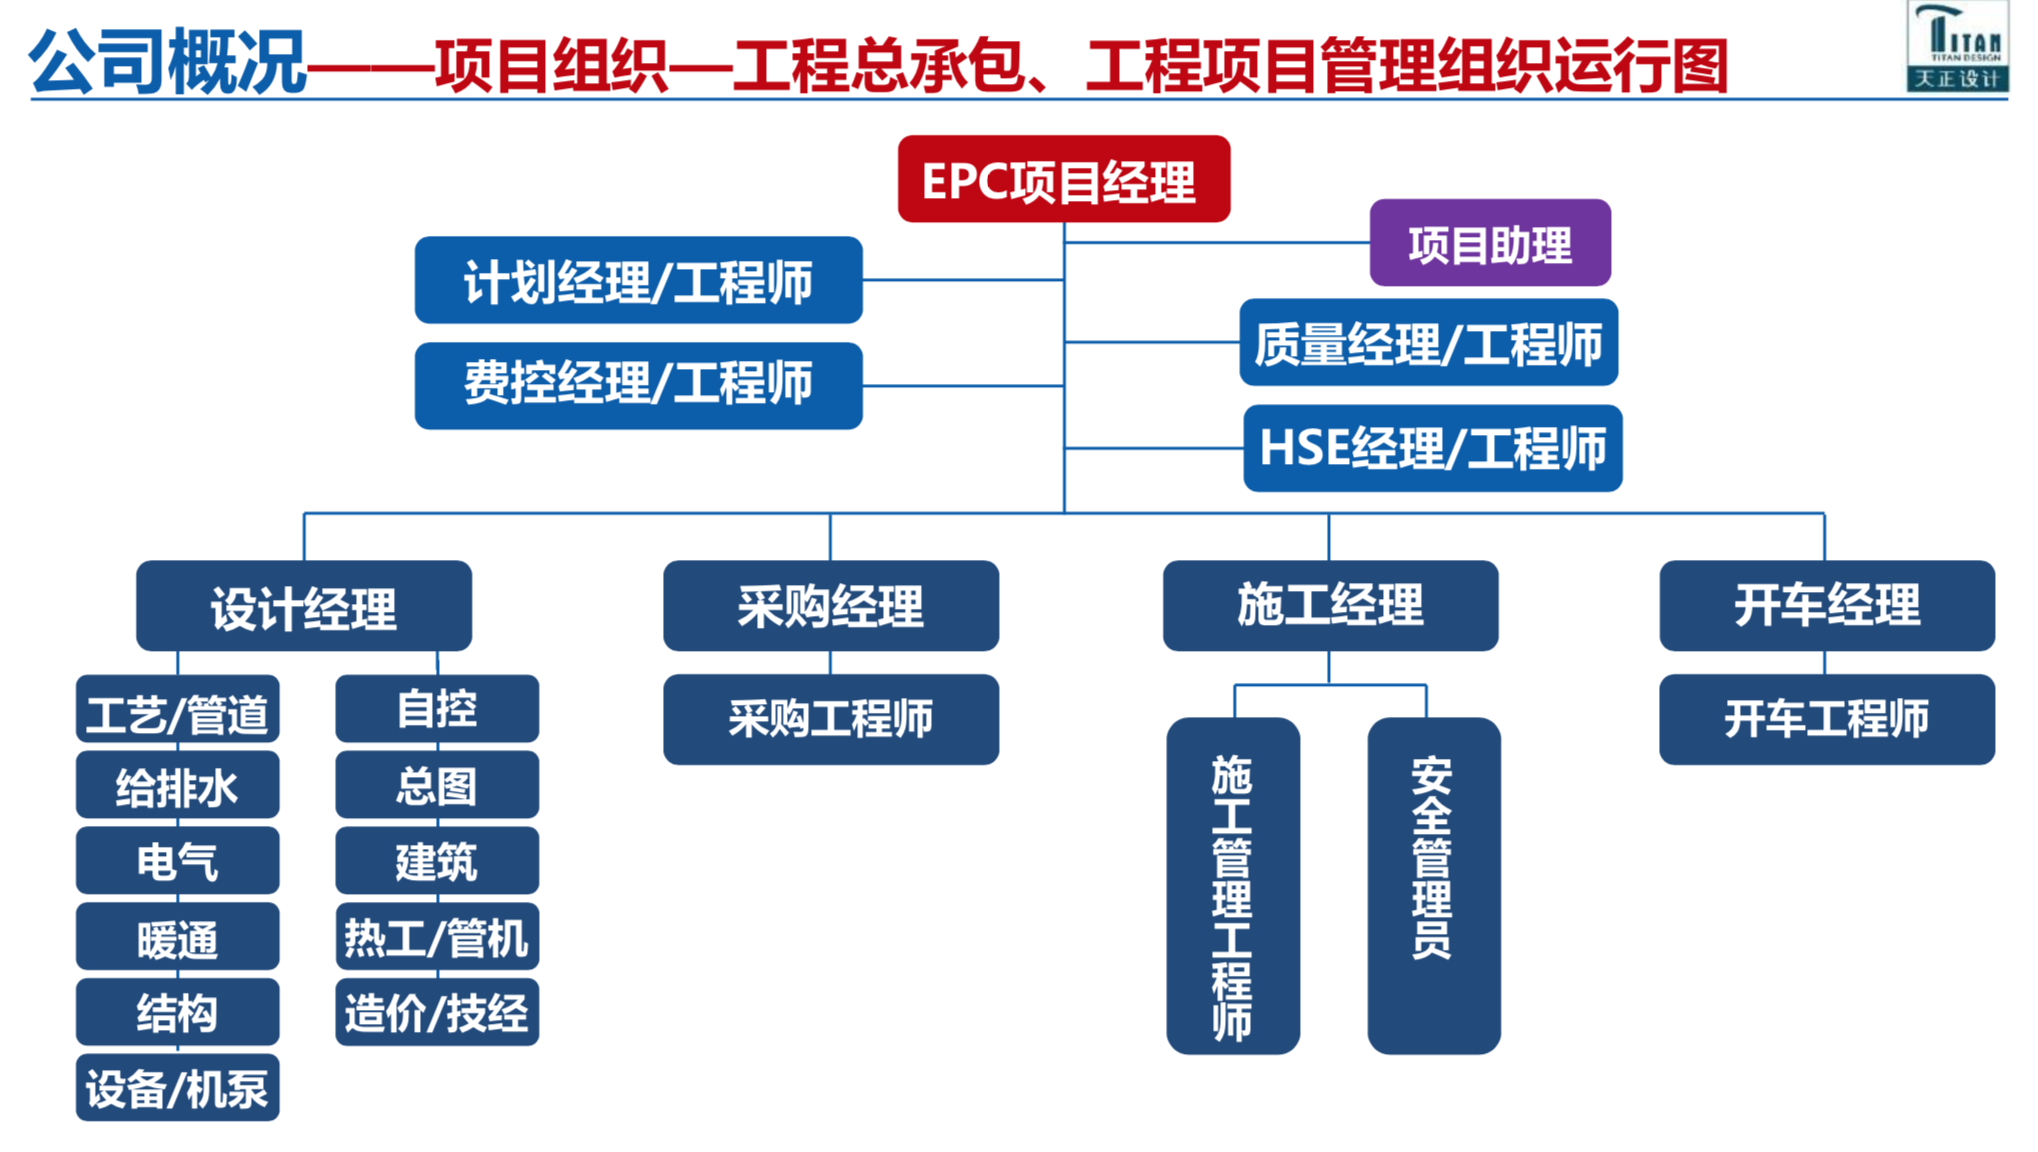 公司概况——项目组织—工程总承包、工程项目管理组织运行图
TITAN
TITAN DESIGN
天正设计
EPC项目经理
项目助理
计划经理/工程师
质量经理/工程师
费控经理/工程师
HSE经理/工程师
设计经理
采购经理
施工经理
开车经理
工艺/管道
自控
采购工程师
开车工程师
给排水
总图
电气
建筑
暖通
热工/管机
结构
造价/技经
设备/机泵
施工管理工程师
安全管理员